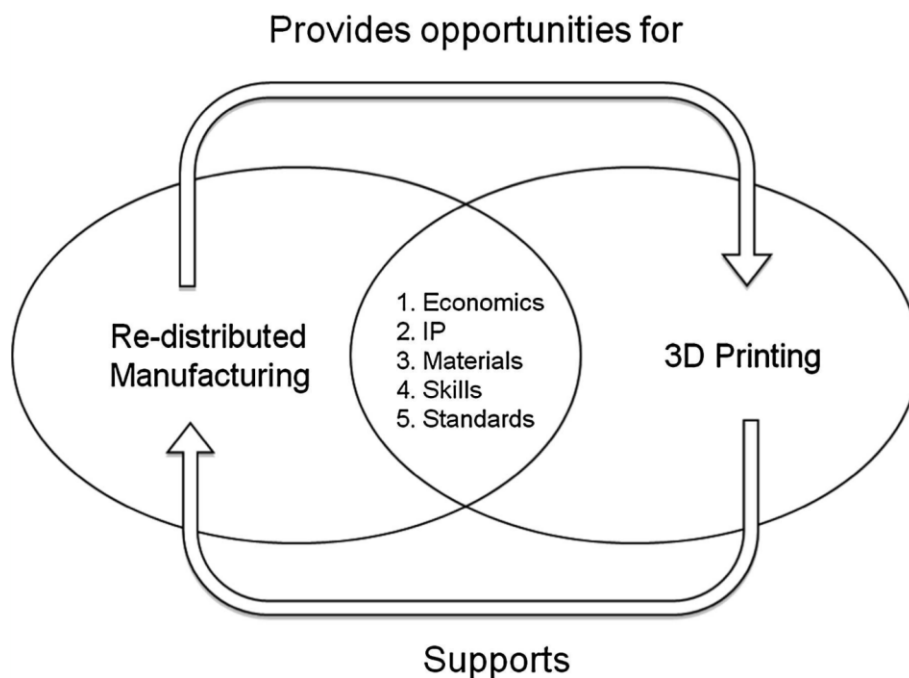 Provides opportunities for
Re-distributed
Manufacturing
1. Economics
2. IP
3. Materials
4. Skills
5. Standards
3D Printing
Supports